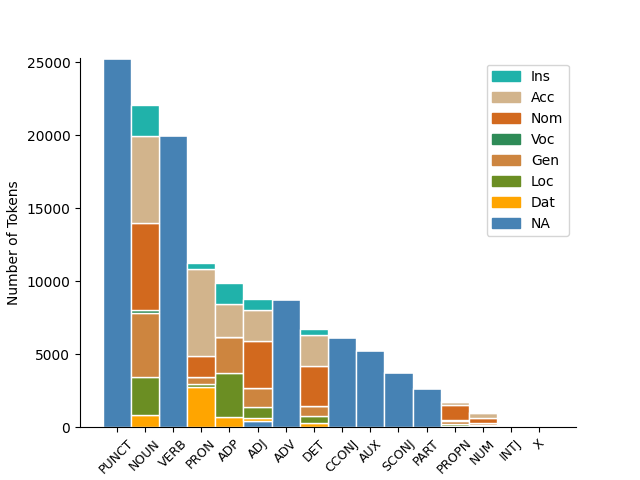 Number of Tokens
25000
20000
15000
10000
5000
0
Ins
Acc
Nom
Voc
Gen
Loc
Dat
NA
PUNCT
NOUN
VERB
PRON
ADP
ADJ
ADV
DET
CCONJ
AUX
SCONJ
PART
PROPN
NUM
INTJ
X